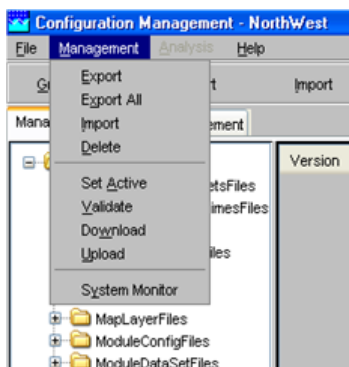 Configuration Management - NorthWest
File Management Analysis Help
Import
Export
Export All
Import
Delete
Version
Set Active
Validate
Download
Upload
System Monitor
MapLayerFiles
ModuleConfigFiles
ModuleDataSetFiles